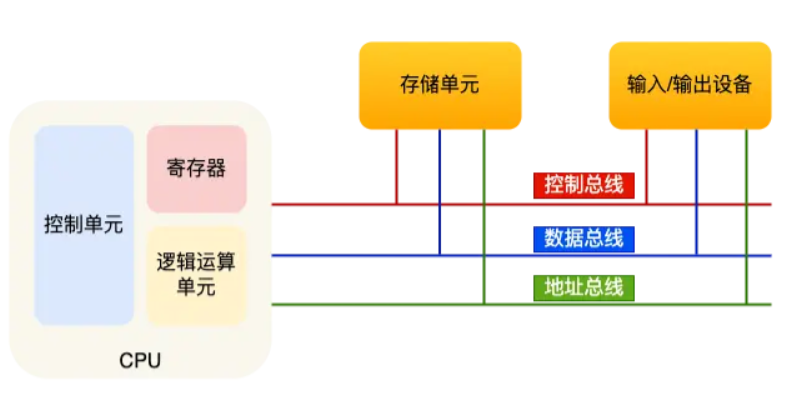 存储单元
输入/输出设备
控制单元
寄存器
逻辑运算
单元
CPU
控制总线
数据总线
地址总线